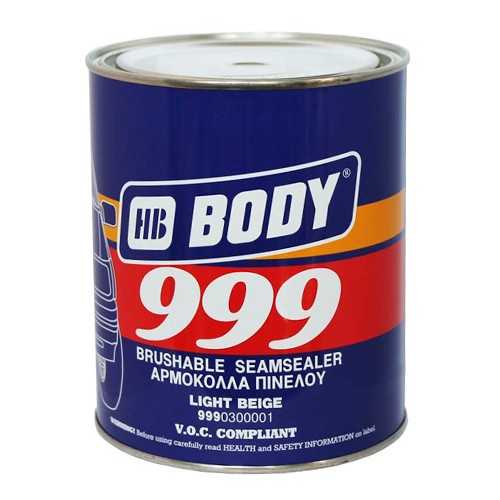 HB BODY®
999
BRUSHABLE SEAMSEALER
ΑΡΜΟΚΟΛΛΑ ΠΙΝΕΛΟΥ
LIGHT BEIGE
9990300001
V.O.C. COMPLIANT
WARNING! Before using carefully read HEALTH and SAFETY INFORMATION on label.